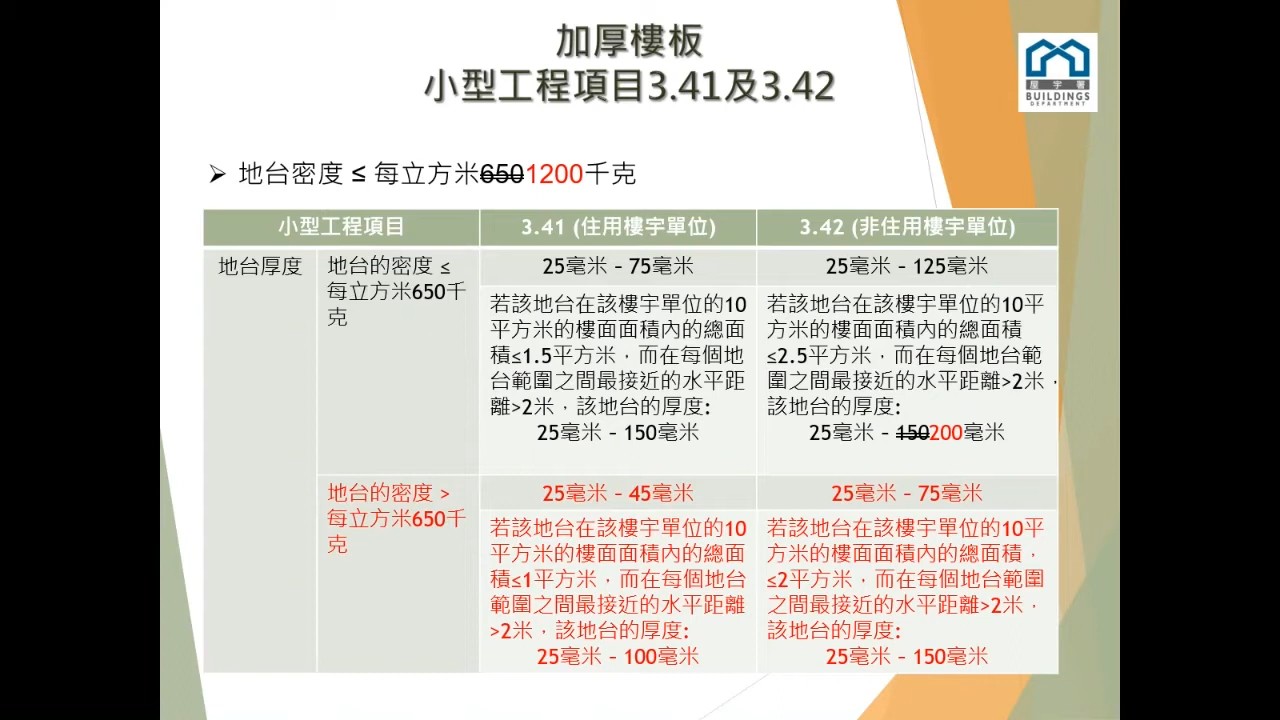 加厚樓板
小型工程項目3.41及3.42
屋宇署
BUILDINGS
DEPARTMENT
➢ 地台密度 ≤ 每立方米6501200千克
小型工程項目
3.41 (住用樓宇單位)
3.42 (非住用樓宇單位)
地台厚度
地台的密度 ≤
每立方米650千
克
25毫米 - 75毫米
25毫米 - 125毫米
若該地台在該樓宇單位的10
平方米的樓面面積內的總面
積≤1.5平方米，而在每個地
台範圍之間最接近的水平距
離>2米，該地台的厚度:
25毫米 - 150毫米
若該地台在該樓宇單位的10平
方米的樓面面積內的總面積
≤2.5平方米，而在每個地台範
圍之間最接近的水平距離>2米，
該地台的厚度:
25毫米 - 150200毫米
地台的密度 >
每立方米650千
克
25毫米 - 45毫米
25毫米 - 75毫米
若該地台在該樓宇單位的10
平方米的樓面面積內的總面
積≤1平方米，而在每個地台
範圍之間最接近的水平距離
>2米，該地台的厚度:
25毫米 - 100毫米
若該地台在該樓宇單位的10平
方米的樓面面積內的總面積，
≤2平方米，而在每個地台範圍
之間最接近的水平距離>2米，
該地台的厚度:
25毫米 - 150毫米